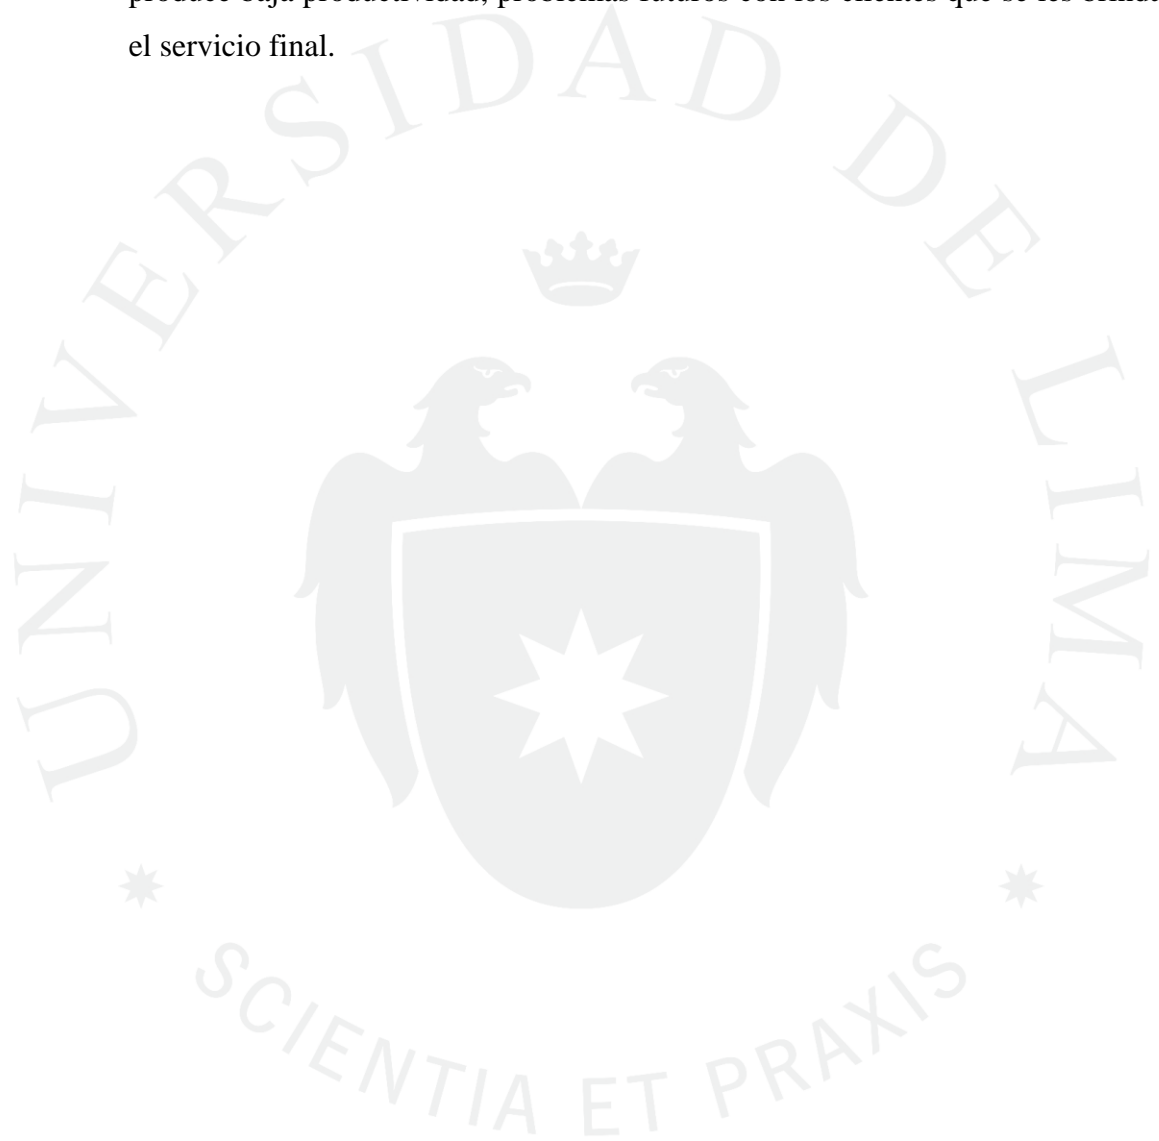 produce baja productividad, problemas futuros con los clientes que se les brinda
el servicio final.
UNIVERSIDAD DE LIMA
SCIENTIA ET PRAXIS